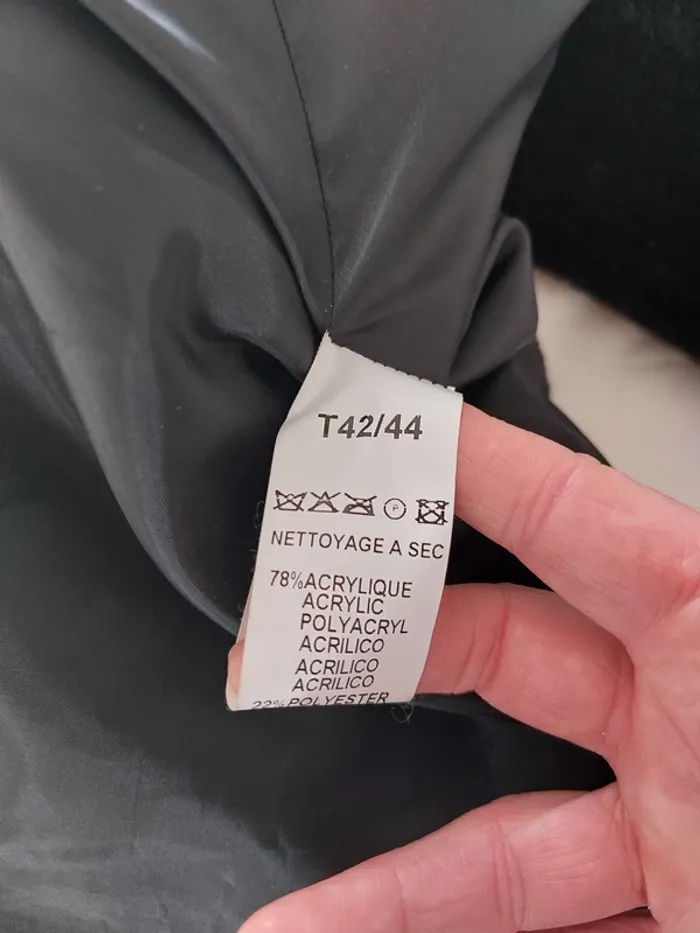 T42/44
P
NETTOYAGE A SEC
78%ACRYLIQUE
ACRYLIC
POLYACRYL
ACRILICO
ACRILICO
ACRILICO
22%POLYESTER